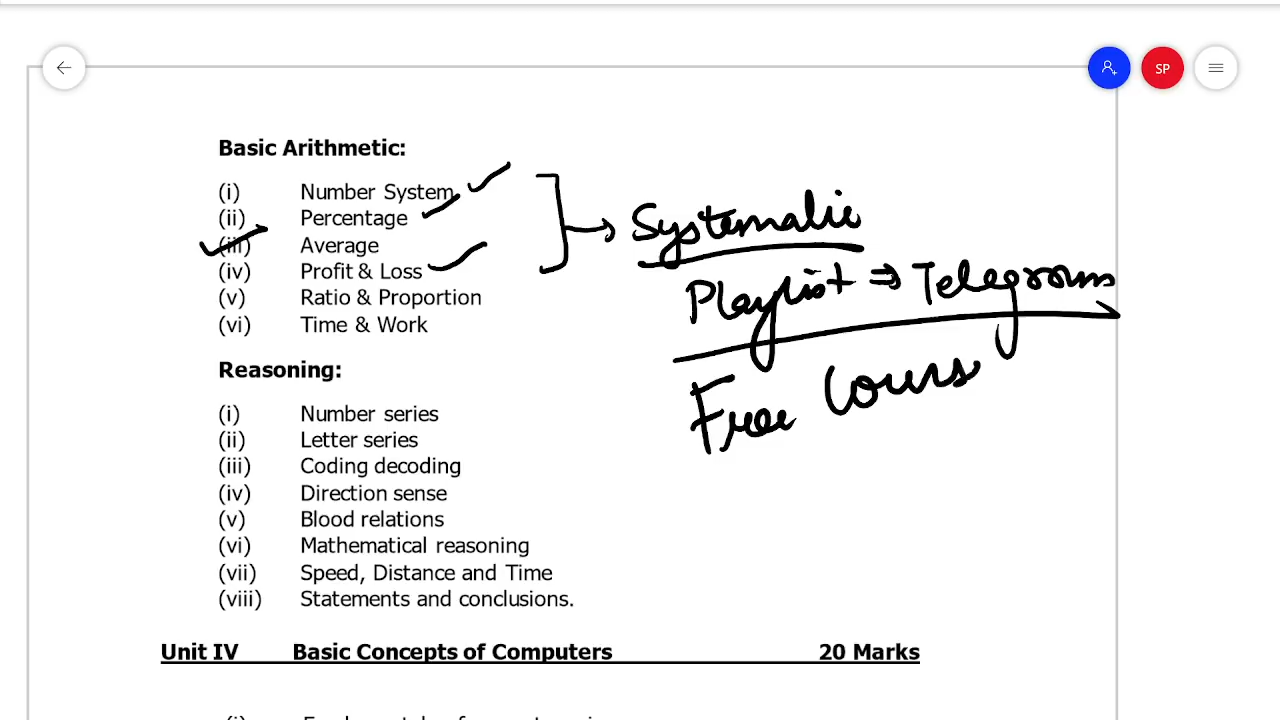 SP
Basic Arithmetic:
(i) Number System
(ii) Percentage
(iii) Average
(iv) Profit & Loss
(v) Ratio & Proportion
(vi) Time & Work
Systematic
Playlist ⇒ Telegram
Free Cours
Reasoning:
(i) Number series
(ii) Letter series
(iii) Coding decoding
(iv) Direction sense
(v) Blood relations
(vi) Mathematical reasoning
(vii) Speed, Distance and Time
(viii) Statements and conclusions.
Unit IV Basic Concepts of Computers 20 Marks